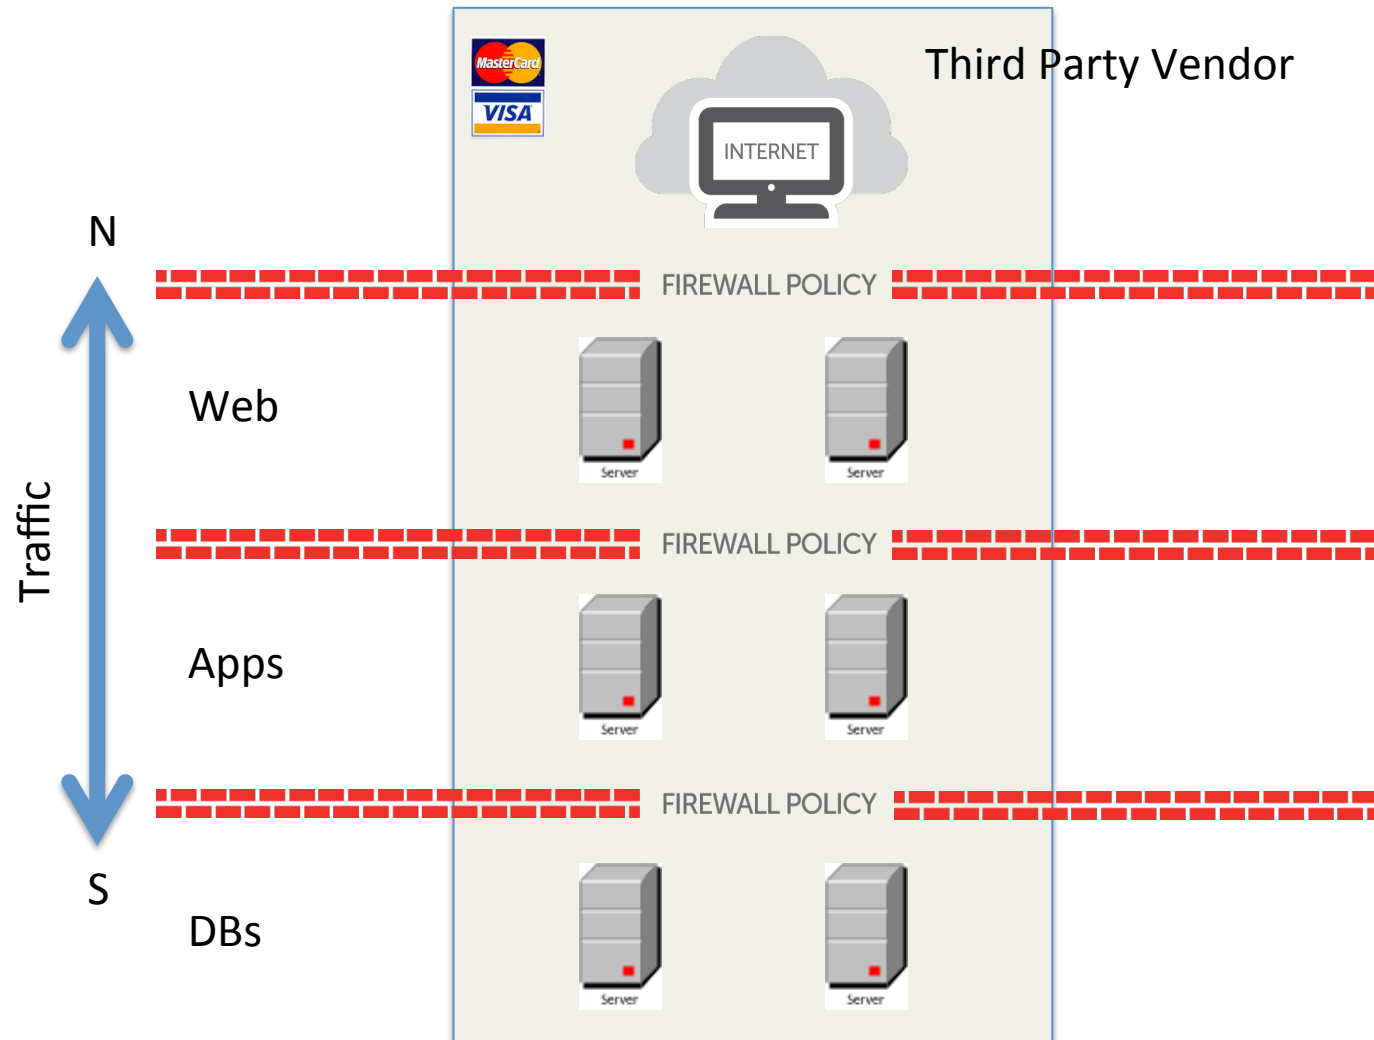 MasterCard
VISA
Third Party Vendor
INTERNET
N
FIREWALL POLICY
Web
Server
Server
Traffic
FIREWALL POLICY
Apps
Server
Server
FIREWALL POLICY
S
DBs
Server
Server